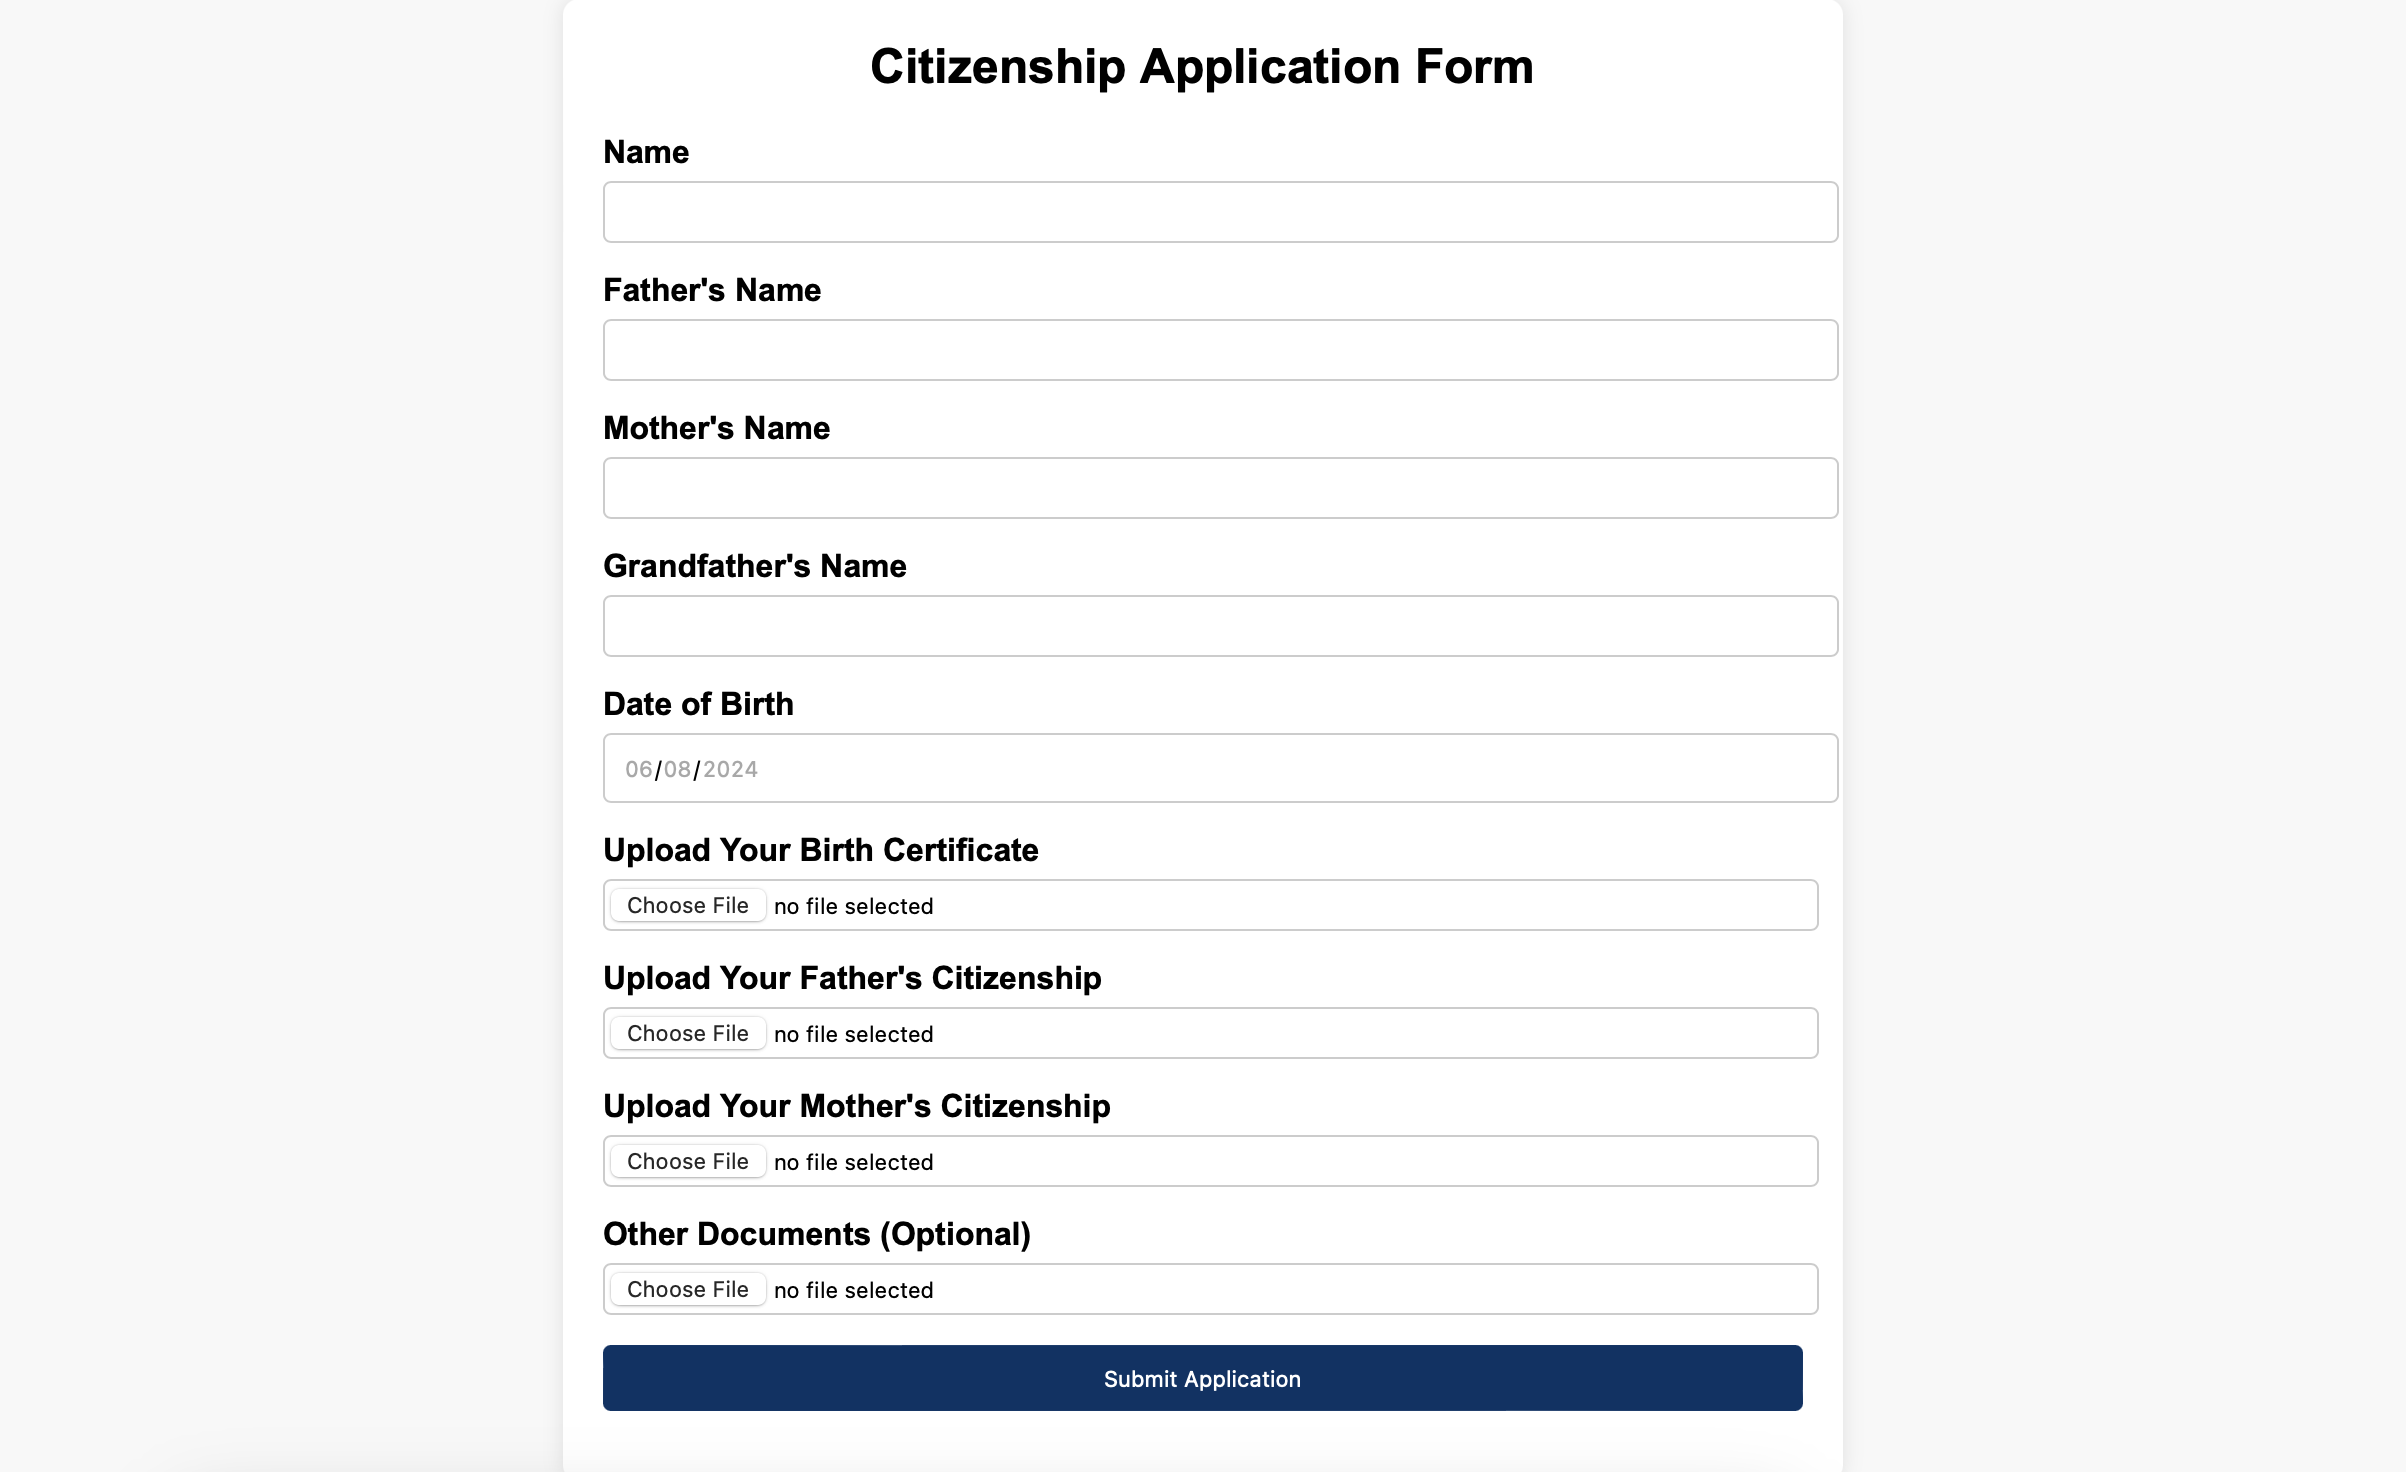 Citizenship Application Form
Name
Father's Name
Mother's Name
Grandfather's Name
Date of Birth
06/08/2024
Upload Your Birth Certificate
Choose File no file selected
Upload Your Father's Citizenship
Choose File no file selected
Upload Your Mother's Citizenship
Choose File no file selected
Other Documents (Optional)
Choose File no file selected
Submit Application